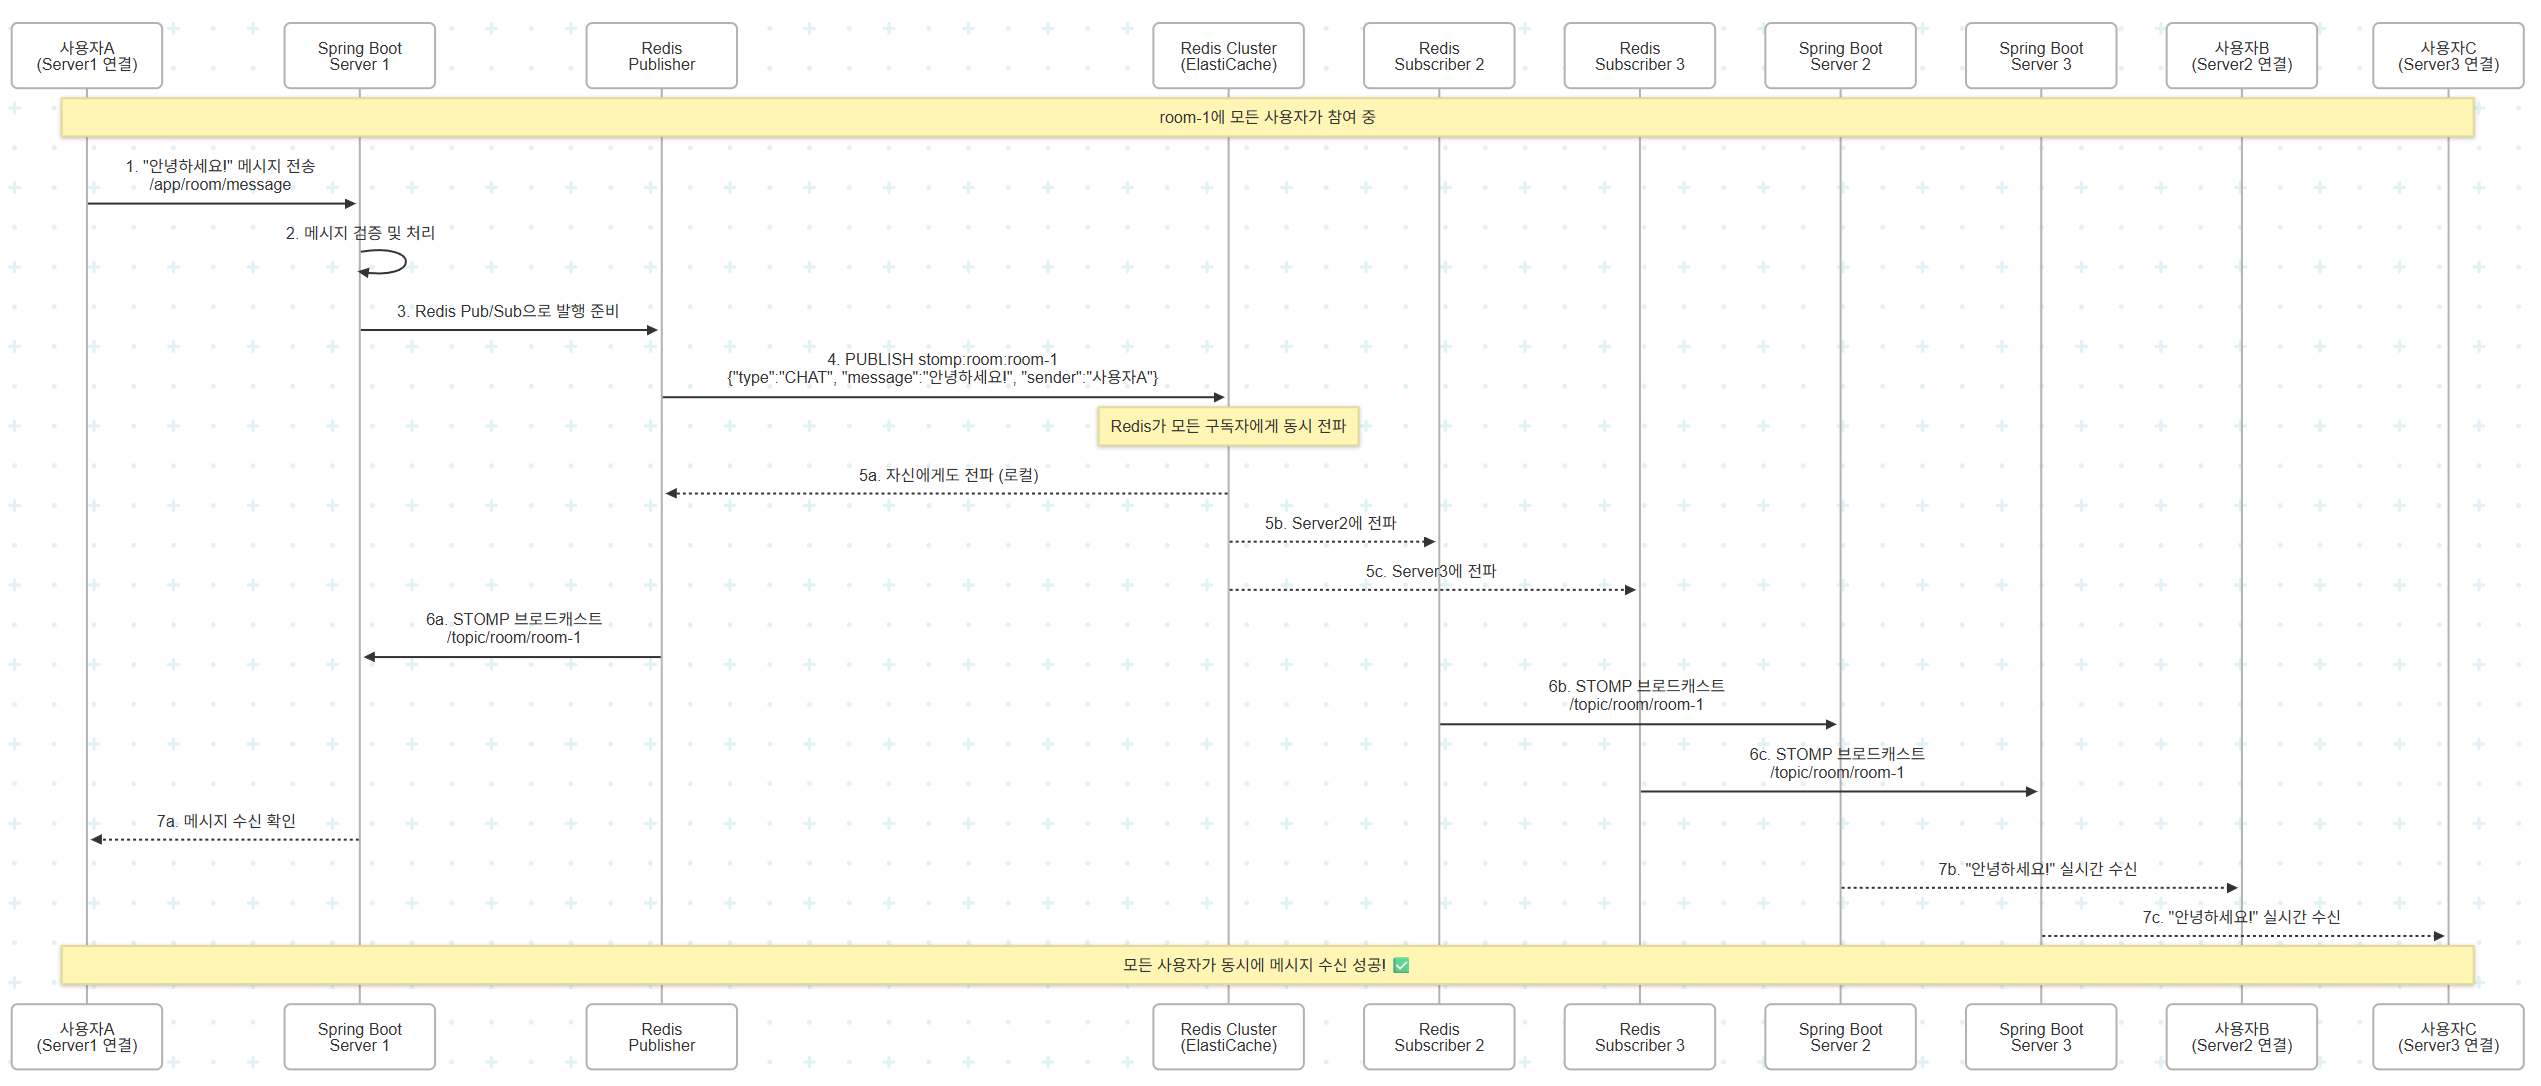 사용자A
(Server1 연결)
Spring Boot
Server 1
Redis
Publisher
Redis Cluster
(ElastiCache)
Redis
Subscriber 2
Redis
Subscriber 3
Spring Boot
Server 2
Spring Boot
Server 3
사용자B
(Server2 연결)
사용자C
(Server3 연결)
room-1에 모든 사용자가 참여 중
1. "안녕하세요!" 메시지 전송
/app/room/message
2. 메시지 검증 및 처리
3. Redis Pub/Sub으로 발행 준비
4. PUBLISH stomp:room:room-1
{"type":"CHAT", "message":"안녕하세요!", "sender":"사용자A"}
Redis가 모든 구독자에게 동시 전파
5a. 자신에게도 전파 (로컬)
5b. Server2에 전파
5c. Server3에 전파
6a. STOMP 브로드캐스트
/topic/room/room-1
6b. STOMP 브로드캐스트
/topic/room/room-1
6c. STOMP 브로드캐스트
/topic/room/room-1
7a. 메시지 수신 확인
7b. "안녕하세요!" 실시간 수신
7c. "안녕하세요!" 실시간 수신
모든 사용자가 동시에 메시지 수신 성공! ✅
사용자A
(Server1 연결)
Spring Boot
Server 1
Redis
Publisher
Redis Cluster
(ElastiCache)
Redis
Subscriber 2
Redis
Subscriber 3
Spring Boot
Server 2
Spring Boot
Server 3
사용자B
(Server2 연결)
사용자C
(Server3 연결)